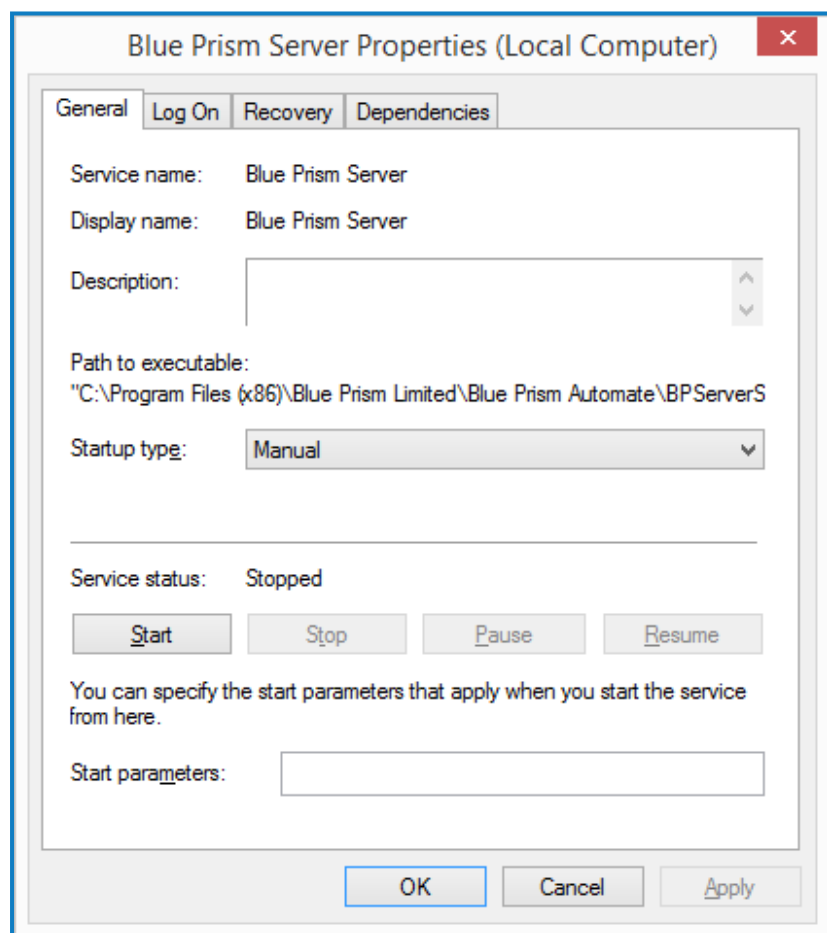 Blue Prism Server Properties (Local Computer)
General Log On Recovery Dependencies
Service name: Blue Prism Server
Display name: Blue Prism Server
Description:
Path to executable:
"C:\Program Files (x86)\Blue Prism Limited\Blue Prism Automate\BPServerS
Startup type: Manual
Service status: Stopped
Start Stop Pause Resume
You can specify the start parameters that apply when you start the service
from here.
Start parameters:
OK Cancel Apply